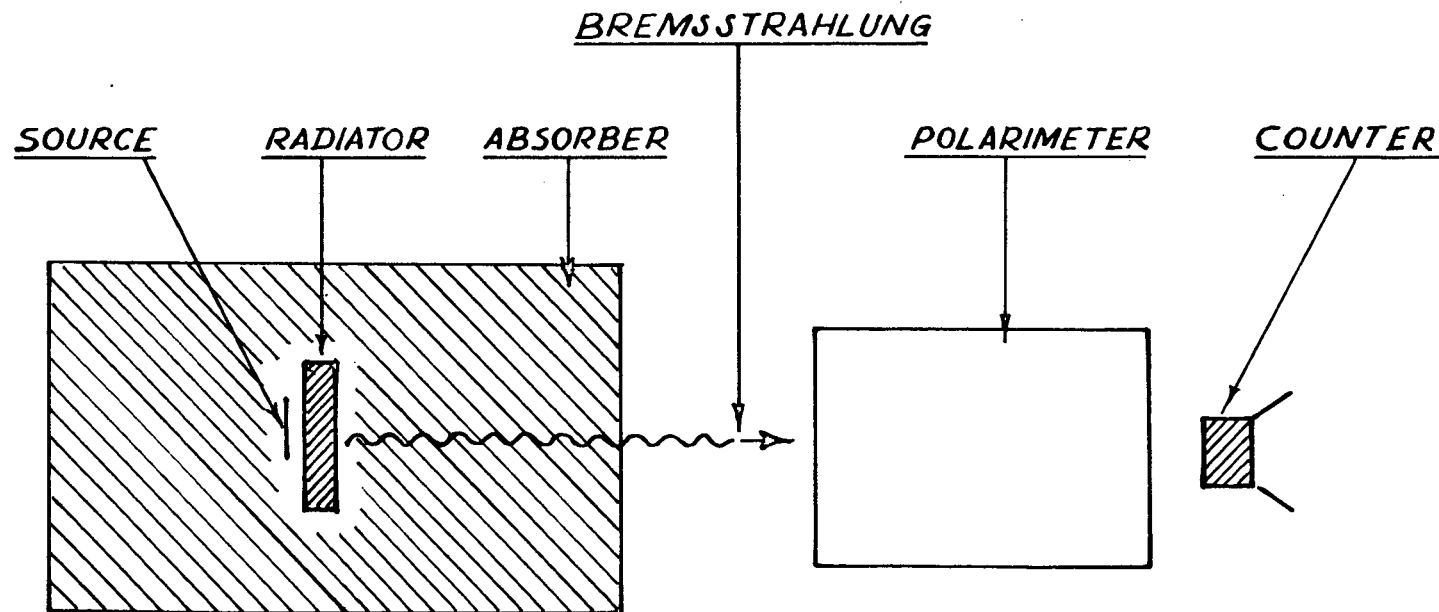 BREMSSTRAHLUNG
SOURCE
RADIATOR
ABSORBER
POLARIMETER
COUNTER